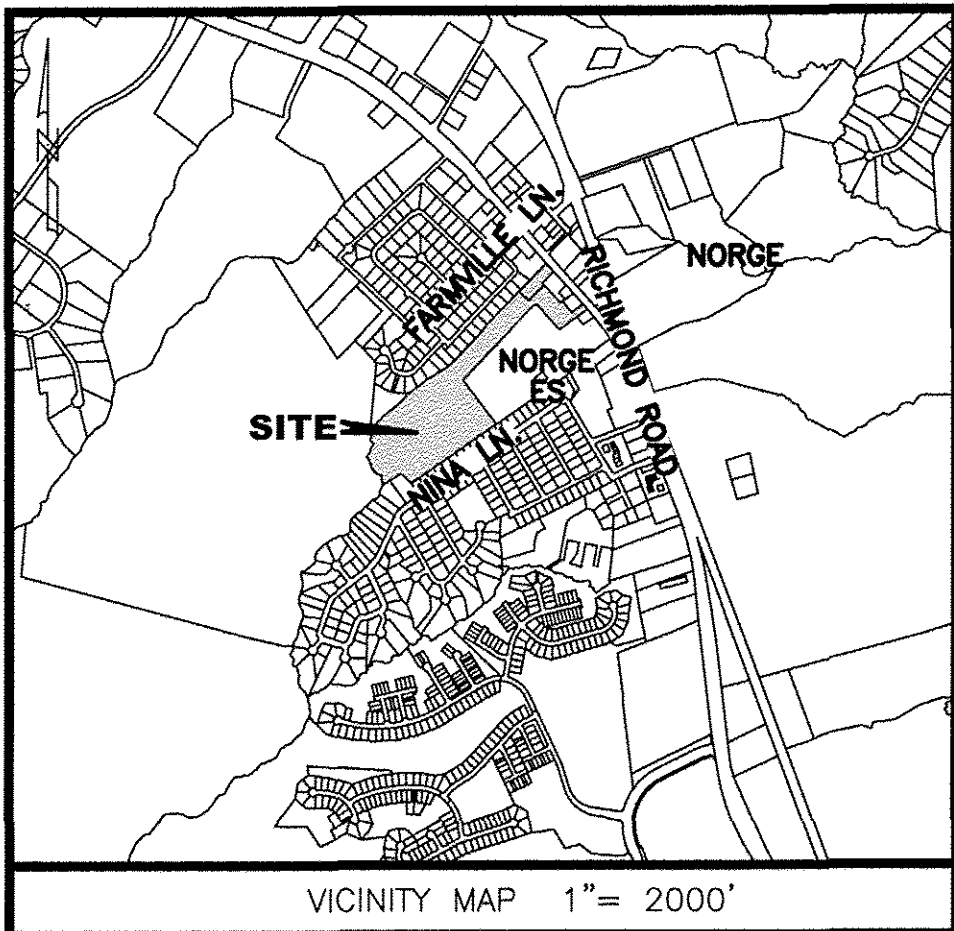 FARMVILLE LN.
RICHMOND ROAD
NORGE
NORGE
ES
SITE
NINA LN.
VICINITY MAP 1"= 2000'